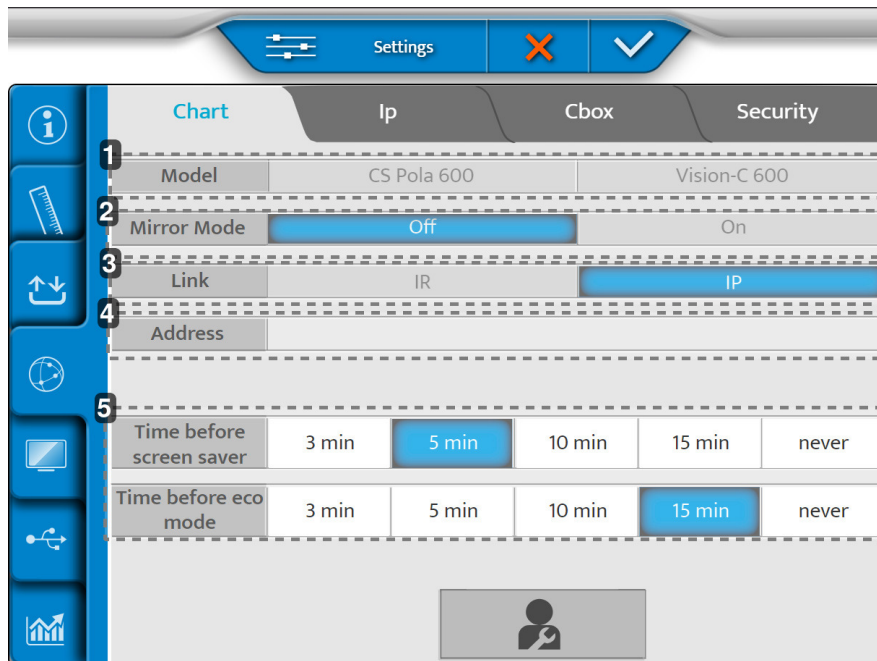 Settings
Chart Ip Cbox Security
1
Model CS Pola 600 Vision-C 600
2
Mirror Mode Off On
3
Link IR IP
4
Address
5
Time before
screen saver 3 min 5 min 10 min 15 min never
Time before eco
mode 3 min 5 min 10 min 15 min never